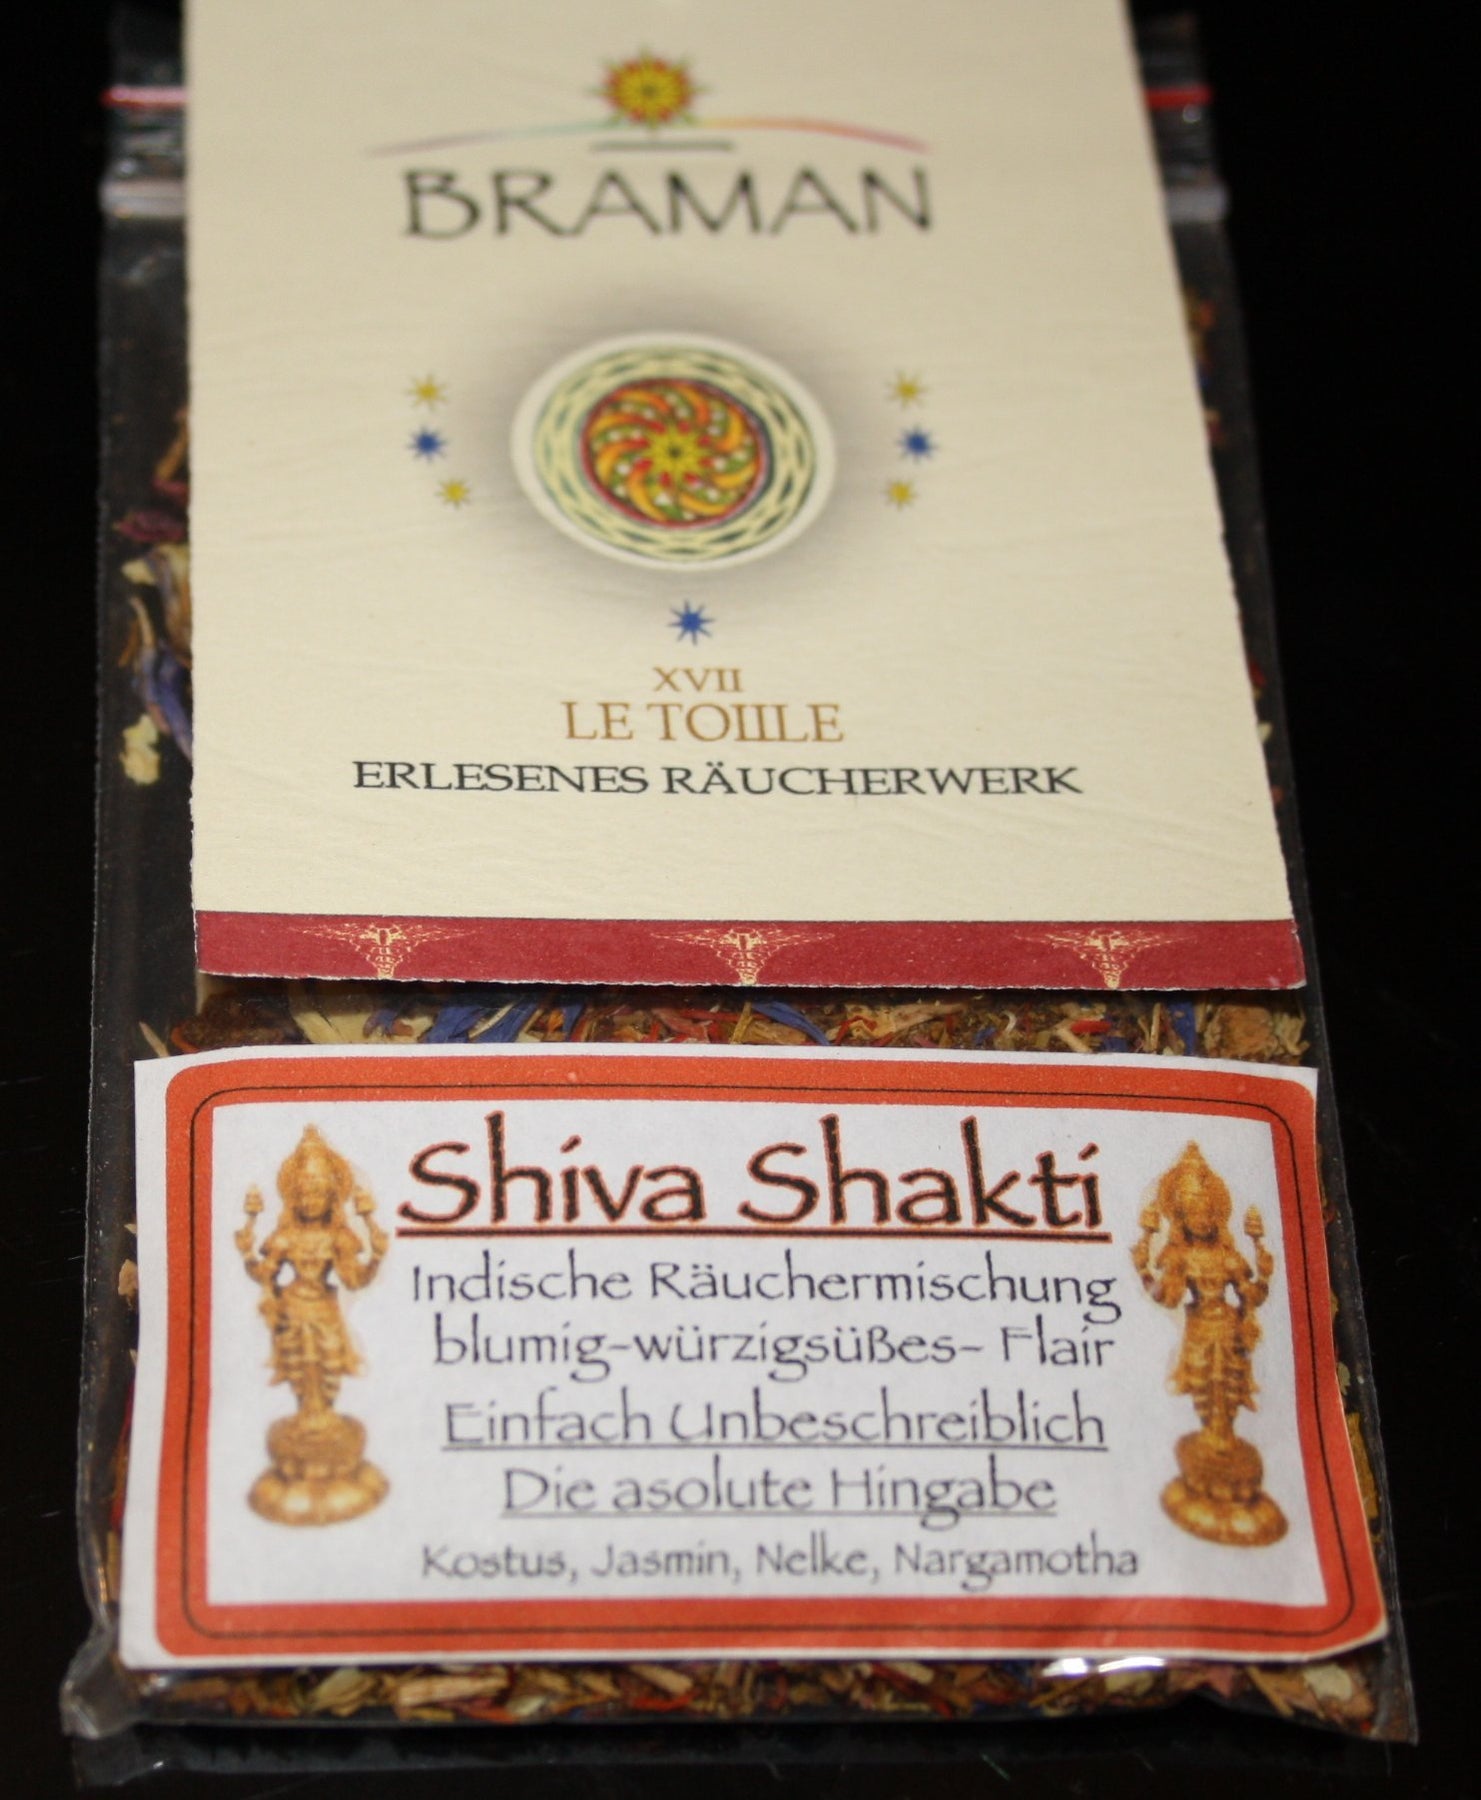 BRAMAN
XVII
LE TOIIILE
ERLESENES RÄUCHERWERK
Shiva Shakti
Indische Räuchermischung
blumig-würzigsüßes- Flair
Einfach Unbeschreiblich
Die asolute Hingabe
Kostus, Jasmin, Nelke, Nargamotha